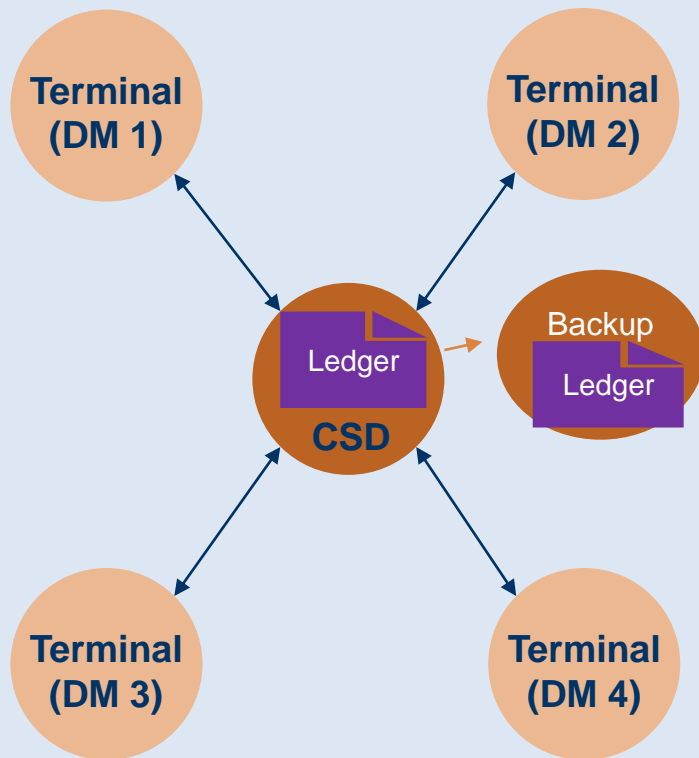 Terminal
(DM 1)
Terminal
(DM 2)
Ledger
CSD
Backup
Ledger
Terminal
(DM 3)
Terminal
(DM 4)